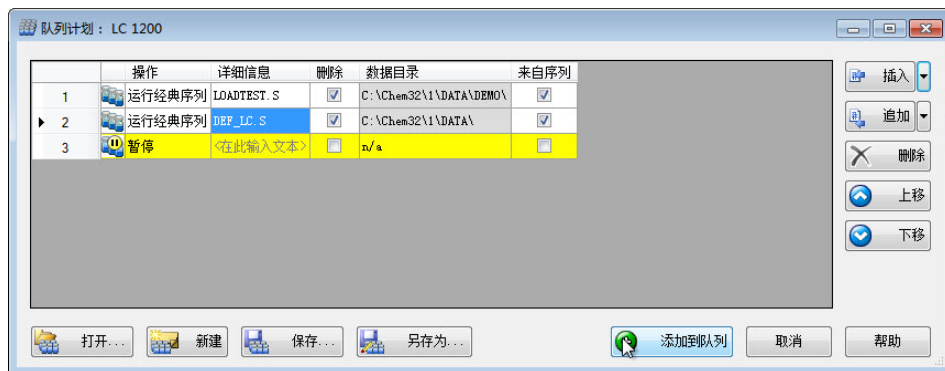 队列计划： LC 1200
操作 详细信息 删除 数据目录 来自序列
1 运行经典序列 LOADTEST.S C:\Chem32\1\DATA\DEMO\
2 运行经典序列 DEF_LC.S C:\Chem32\1\DATA\
3 暂停 <在此输入文本> n/a
插入
追加
删除
上移
下移
打开... 新建 保存... 另存为... 添加到队列 取消 帮助